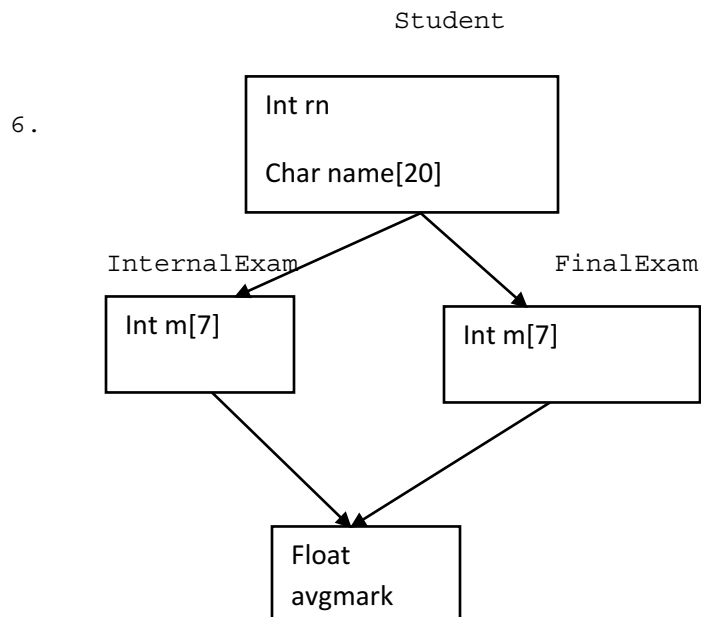 Student
6.
Int rn
Char name[20]
InternalExam
FinalExam
Int m[7]
Int m[7]
Float
avgmark